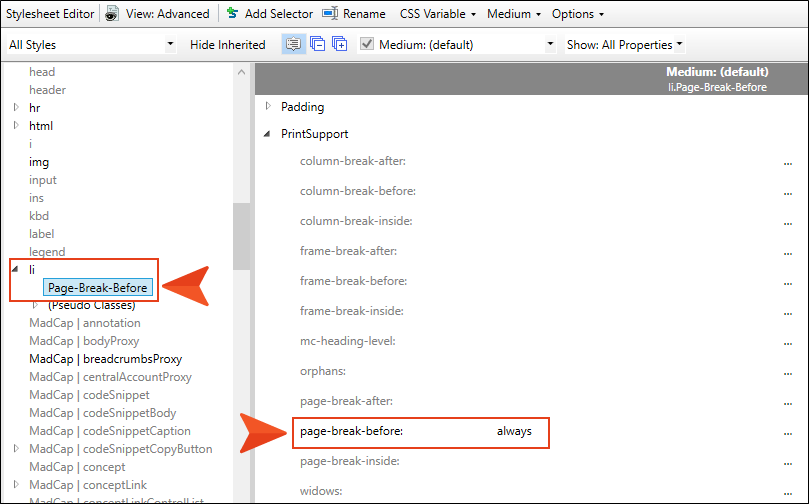 Stylesheet Editor View: Advanced Add Selector Rename CSS Variable Medium Options
All Styles Hide Inherited Medium: (default) Show: All Properties
head
header
hr
html
i
img
input
ins
kbd
label
legend
li
Page-Break-Before
(Pseudo Classes)
MadCap | annotation
MadCap | bodyProxy
MadCap | breadcrumbsProxy
MadCap | centralAccountProxy
MadCap | codeSnippet
MadCap | codeSnippetBody
MadCap | codeSnippetCaption
MadCap | codeSnippetCopyButton
MadCap | concept
MadCap | conceptLink
MadCap | conceptLinkControlList
Medium: (default)
li.Page-Break-Before
Padding
PrintSupport
column-break-after: ...
column-break-before: ...
column-break-inside: ...
frame-break-after: ...
frame-break-before: ...
frame-break-inside: ...
mc-heading-level: ...
orphans: ...
page-break-after: ...
page-break-before: always ...
page-break-inside: ...
widows: ...